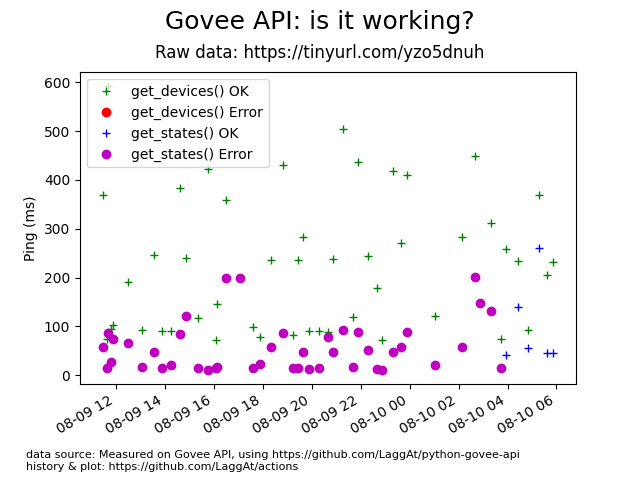 Govee API: is it working?
Raw data: https://tinyurl.com/yzo5dnuh
600
500
400
300
200
100
0
Ping (ms)
get_devices() OK
get_devices() Error
get_states() OK
get_states() Error
08-09 12
08-09 14
08-09 16
08-09 18
08-09 20
08-09 22
08-10 00
08-10 02
08-10 04
08-10 06
data source: Measured on Govee API, using https://github.com/LaggAt/python-govee-api
history & plot: https://github.com/LaggAt/actions